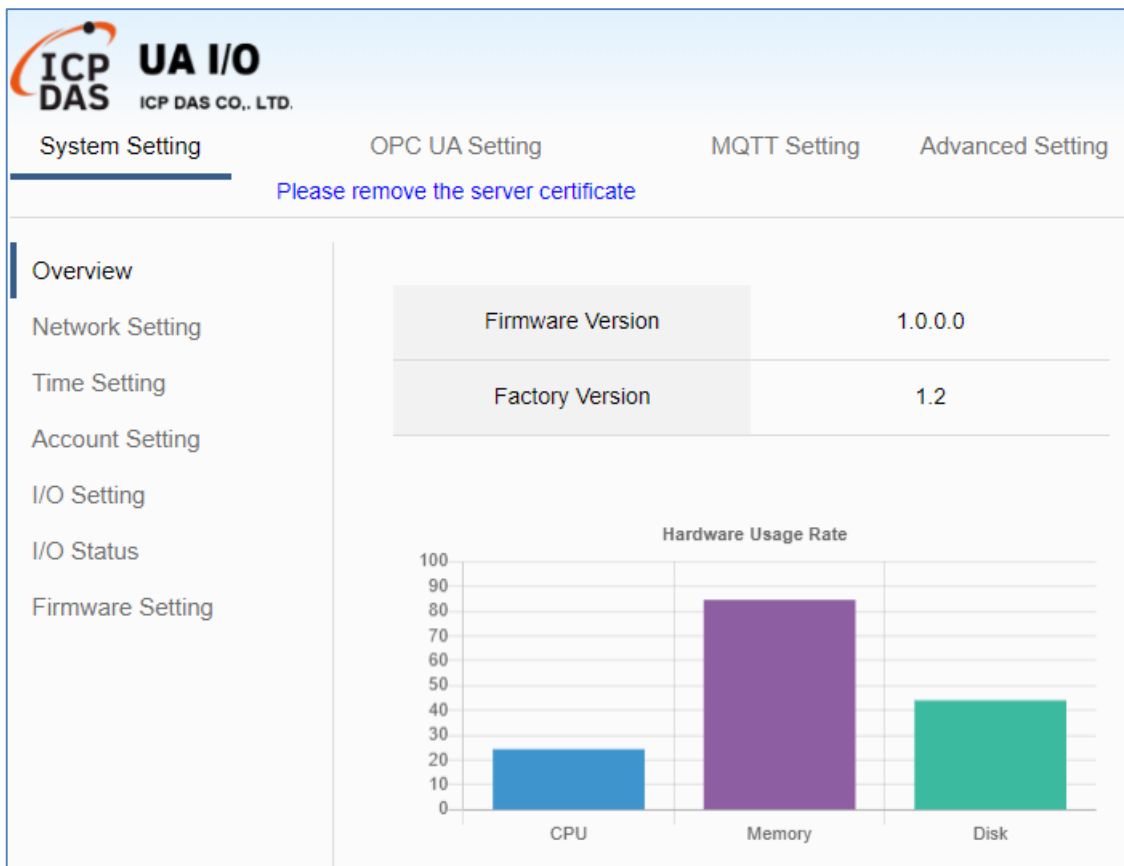 ICP DAS
UA I/O
ICP DAS CO,. LTD.
System Setting OPC UA Setting MQTT Setting Advanced Setting
Please remove the server certificate
Overview
Network Setting
Time Setting
Account Setting
I/O Setting
I/O Status
Firmware Setting
Firmware Version 1.0.0.0
Factory Version 1.2
Hardware Usage Rate
100
90
80
70
60
50
40
30
20
10
0
CPU Memory Disk